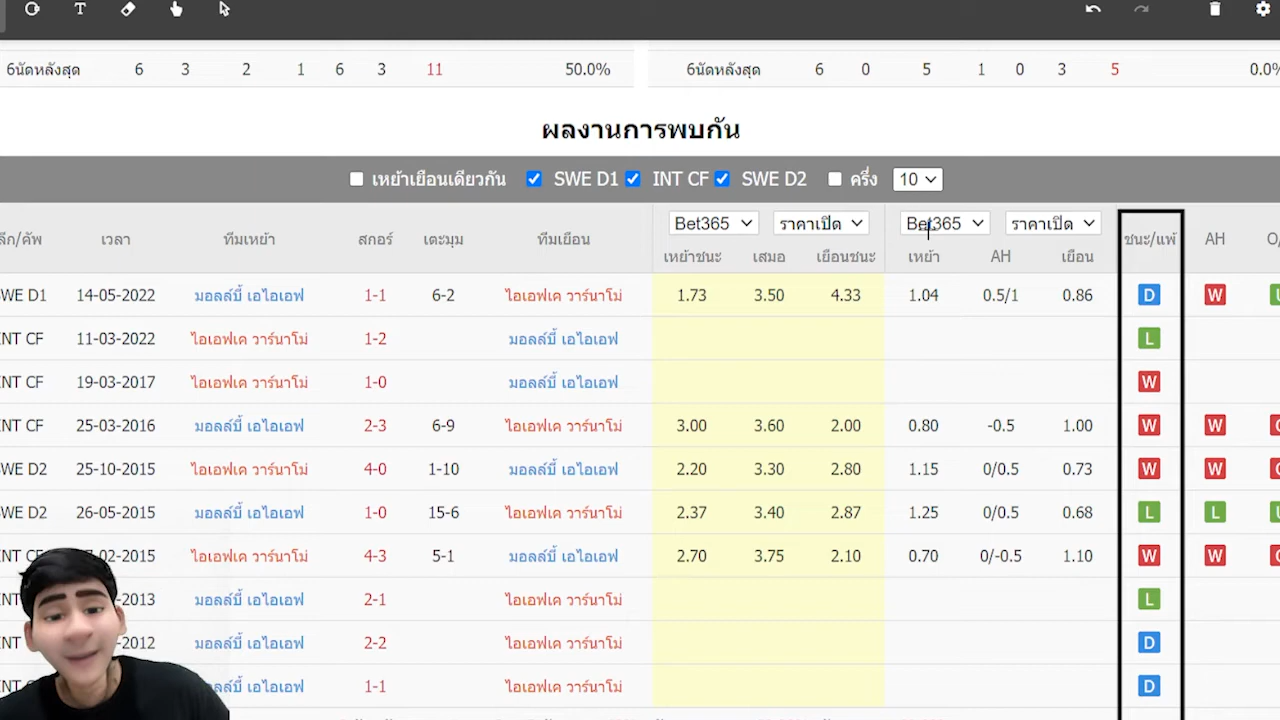 T
6นัดหลังสุด 6 3 2 1 6 3 11 50.0%
6นัดหลังสุด 6 0 5 1 0 3 5 0.0%
ผลงานการพบกัน
เหย้าเยือนเดียวกัน SWE D1 INT CF SWE D2 ครึ่ง 10
ลีก/คัพ เวลา ทีมเหย้า สกอร์ เตะมุม ทีมเยือน Bet365 ราคาเปิด Bet365 ราคาเปิด ชนะ/แพ้ AH
เหย้าชนะ เสมอ เยือนชนะ เหย้า AH เยือน
SWE D1 14-05-2022 มอลล์บี้ เอไอเอฟ 1-1 6-2 ไอเอฟเค วาร์นาโม่ 1.73 3.50 4.33 1.04 0.5/1 0.86 D W U
INT CF 11-03-2022 ไอเอฟเค วาร์นาโม่ 1-2 มอลล์บี้ เอไอเอฟ L
INT CF 19-03-2017 ไอเอฟเค วาร์นาโม่ 1-0 มอลล์บี้ เอไอเอฟ W
INT CF 25-03-2016 มอลล์บี้ เอไอเอฟ 2-3 6-9 ไอเอฟเค วาร์นาโม่ 3.00 3.60 2.00 0.80 -0.5 1.00 W W
SWE D2 25-10-2015 ไอเอฟเค วาร์นาโม่ 4-0 1-10 มอลล์บี้ เอไอเอฟ 2.20 3.30 2.80 1.15 0/0.5 0.73 W W
SWE D2 26-05-2015 มอลล์บี้ เอไอเอฟ 1-0 15-6 ไอเอฟเค วาร์นาโม่ 2.37 3.40 2.87 1.25 0/0.5 0.68 L L U
INT CF -02-2015 ไอเอฟเค วาร์นาโม่ 4-3 5-1 มอลล์บี้ เอไอเอฟ 2.70 3.75 2.10 0.70 0/-0.5 1.10 W W
INT -2013 มอลล์บี้ เอไอเอฟ 2-1 ไอเอฟเค วาร์นาโม่ L
INT -2012 มอลล์บี้ เอไอเอฟ 2-2 ไอเอฟเค วาร์นาโม่ D
INT มอลล์บี้ เอไอเอฟ 1-1 ไอเอฟเค วาร์นาโม่ D